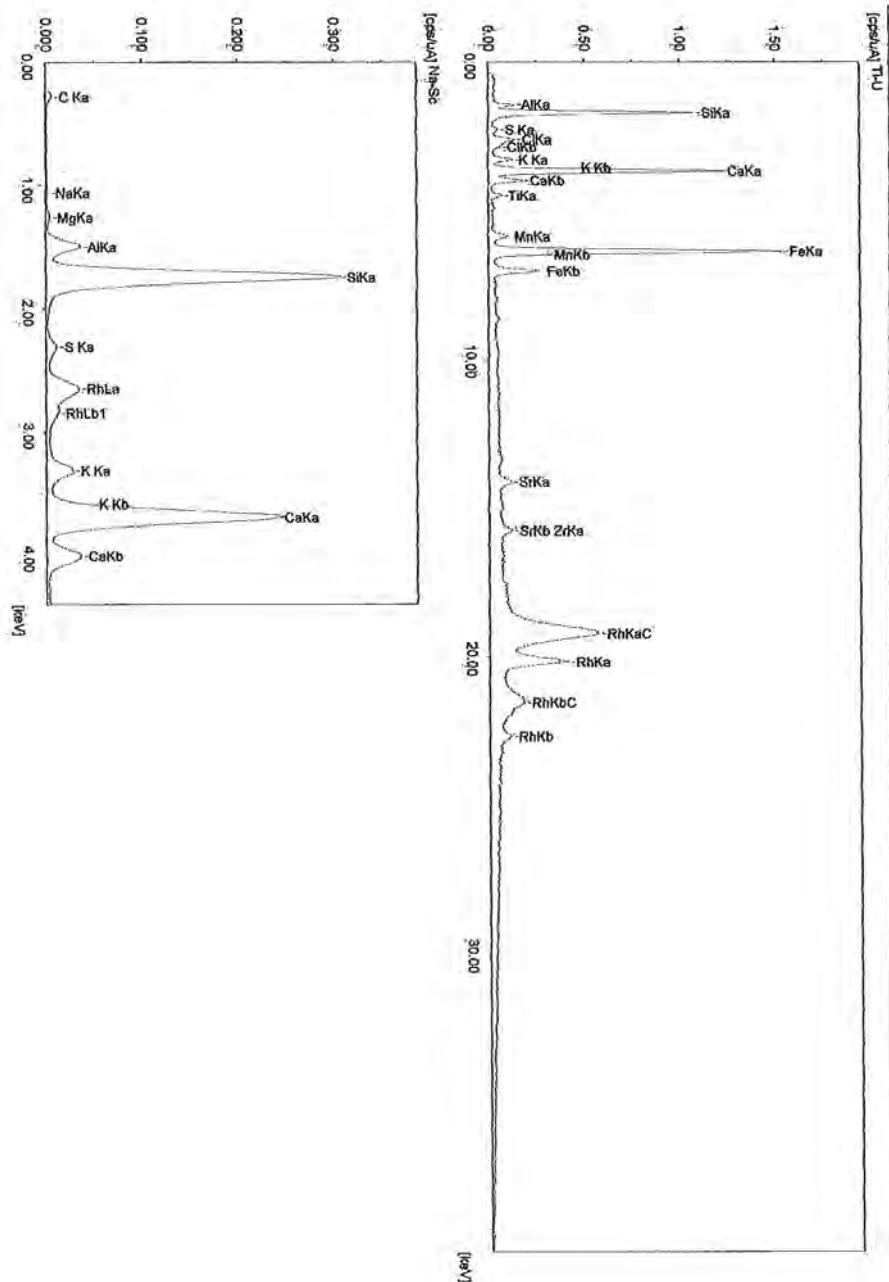 [cps/uA] Ti-U
1.50
1.00
0.50
0.00
AlKa
SiKa
S Ka
ClKa
ClKb
K Ka
K Kb
CaKa
CaKb
TiKa
MnKa
FeKa
MnKb
FeKb
SrKa
SrKb ZrKa
RhKaC
RhKa
RhKbC
RhKb
0.00 10.00 20.00 30.00
[keV]
[cps/uA] Na-Sc
0.300
0.200
0.100
0.000
C Ka
NaKa
MgKa
AlKa
SiKa
S Ka
RhLa
RhLb1
K Ka
K Kb
CaKa
CaKb
0.00 1.00 2.00 3.00 4.00
[keV]